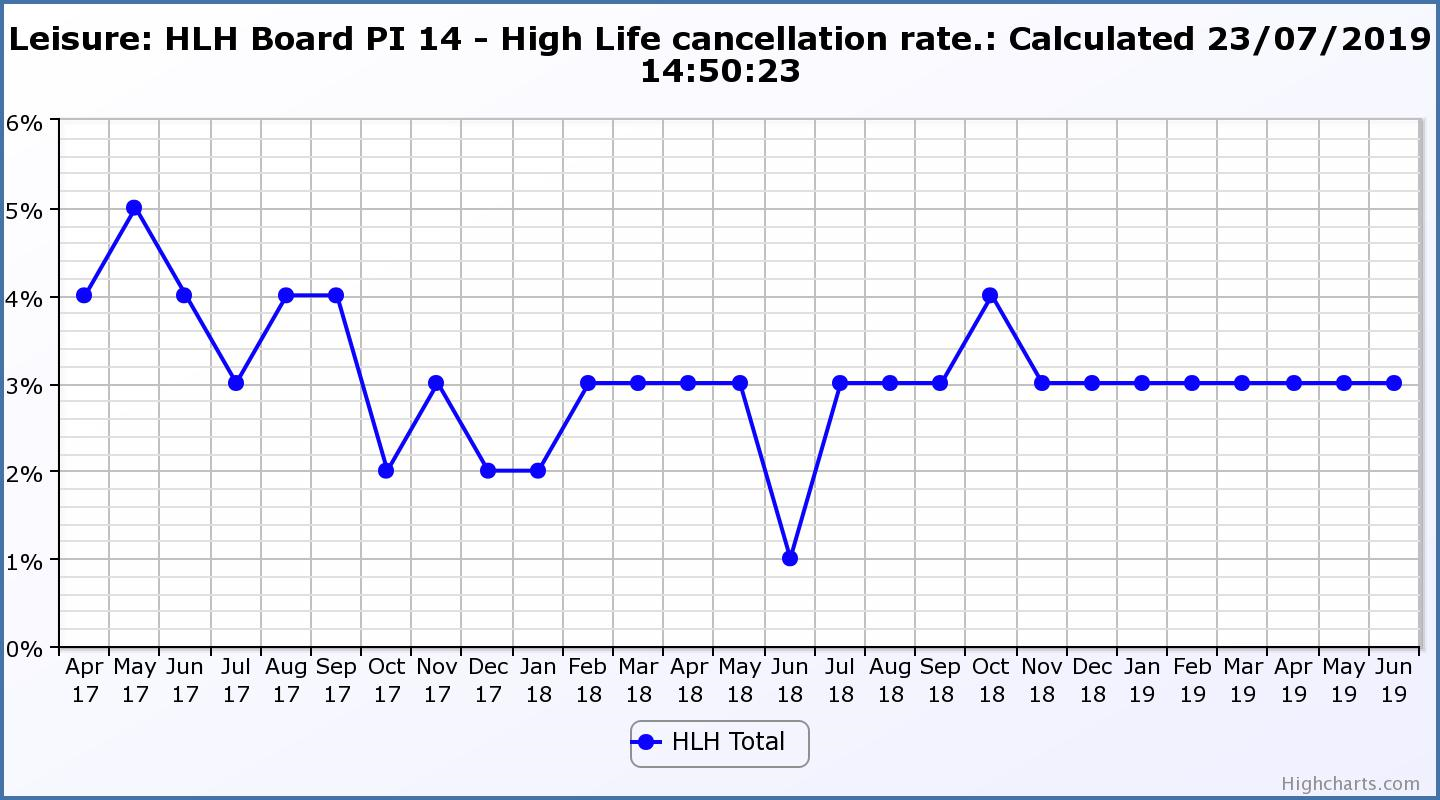 Leisure: HLH Board PI 14 - High Life cancellation rate.: Calculated 23/07/2019
14:50:23
6%
5%
4%
3%
2%
1%
0%
Apr May Jun Jul Aug Sep Oct Nov Dec Jan Feb Mar Apr May Jun Jul Aug Sep Oct Nov Dec Jan Feb Mar Apr May Jun
17 17 17 17 17 17 17 17 17 18 18 18 18 18 18 18 18 18 18 18 18 19 19 19 19 19 19
HLH Total
Highcharts.com